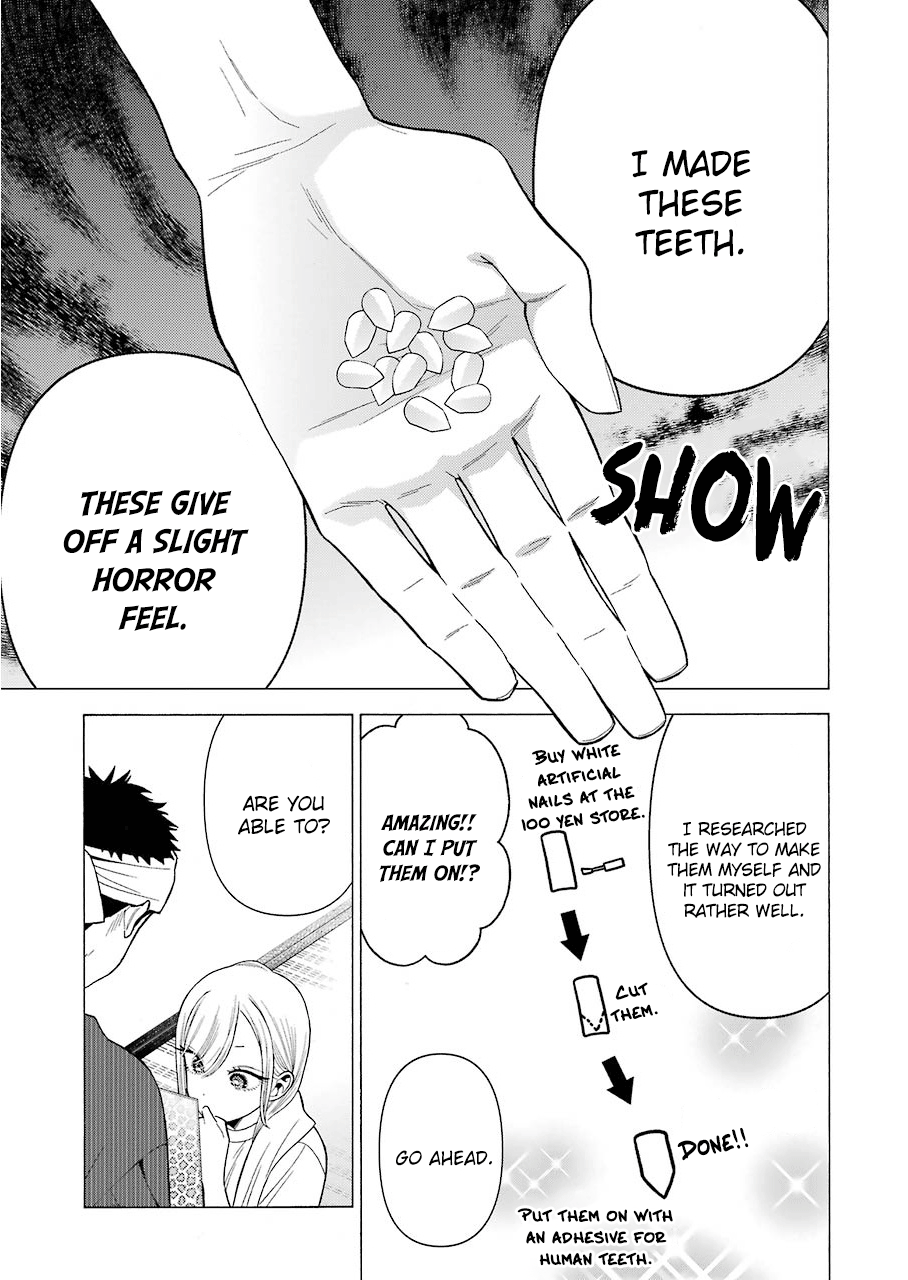 I MADE
THESE
TEETH.
SHOW
THESE GIVE
OFF A SLIGHT
HORROR
FEEL.
I RESEARCHED
THE WAY TO MAKE
THEM MYSELF AND
IT TURNED OUT
RATHER WELL.
BUY WHITE
ARTIFICIAL
NAILS AT THE
100 YEN STORE.
CUT
THEM.
DONE!!
PUT THEM ON WITH
AN ADHESIVE FOR
HUMAN TEETH.
AMAZING!!
CAN I PUT
THEM ON!?
GO AHEAD.
ARE YOU
ABLE TO?